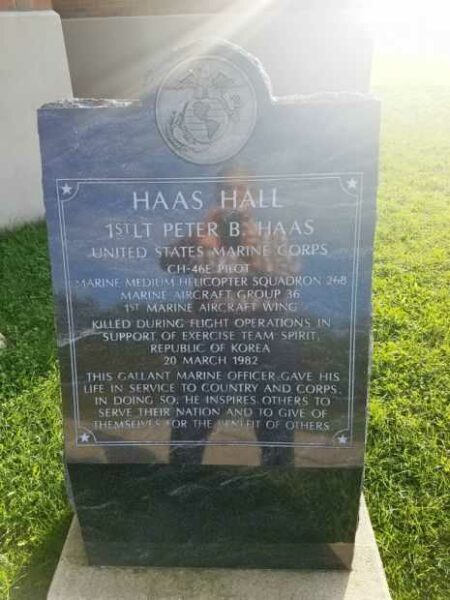 HAAS HALL
1ST LT PETER B. HAAS
UNITED STATES MARINE CORPS
CH-46E PILOT
MARINE MEDIUM HELICOPTER SQUADRON 268
MARINE AIRCRAFT GROUP 36
1ST MARINE AIRCRAFT WING
KILLED DURING FLIGHT OPERATIONS IN
SUPPORT OF EXERCISE TEAM SPIRIT,
REPUBLIC OF KOREA
20 MARCH 1982
THIS GALLANT MARINE OFFICER GAVE HIS
LIFE IN SERVICE TO COUNTRY AND CORPS.
IN DOING SO, HE INSPIRES OTHERS TO
SERVE THEIR NATION AND TO GIVE OF
THEMSELVES FOR THE BENEFIT OF OTHERS